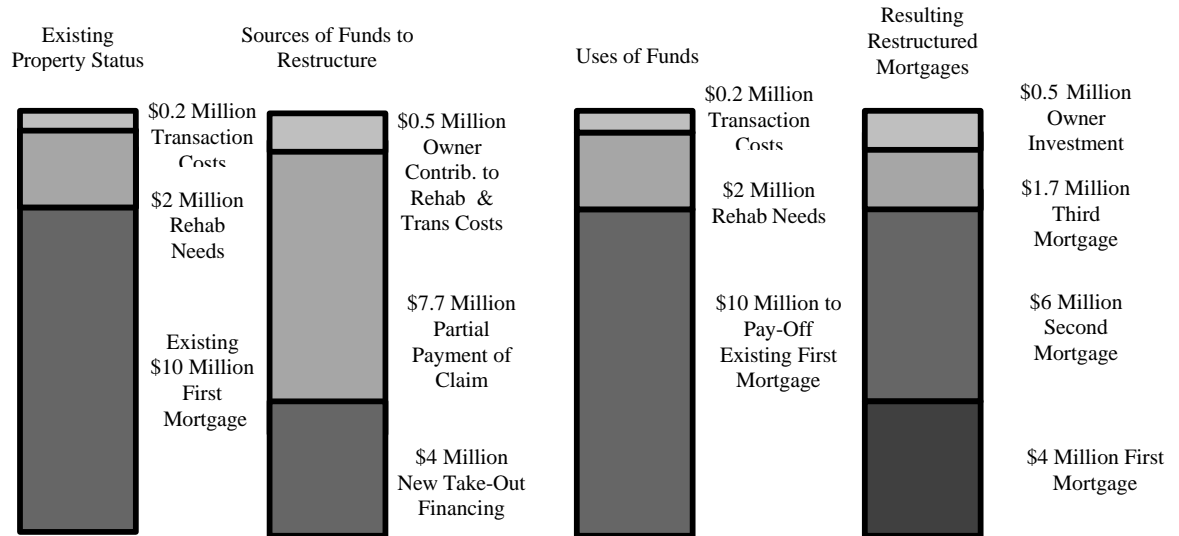 Existing
Property Status
$0.2 Million
Transaction
Costs
$2 Million
Rehab
Needs
Existing
$10 Million
First
Mortgage
Sources of Funds to
Restructure
$0.5 Million
Owner
Contrib. to
Rehab &
Trans Costs
$7.7 Million
Partial
Payment of
Claim
$4 Million
New Take-Out
Financing
Uses of Funds
$0.2 Million
Transaction
Costs
$2 Million
Rehab Needs
$10 Million to
Pay-Off
Existing First
Mortgage
Resulting
Restructured
Mortgages
$0.5 Million
Owner
Investment
$1.7 Million
Third
Mortgage
$6 Million
Second
Mortgage
$4 Million First
Mortgage